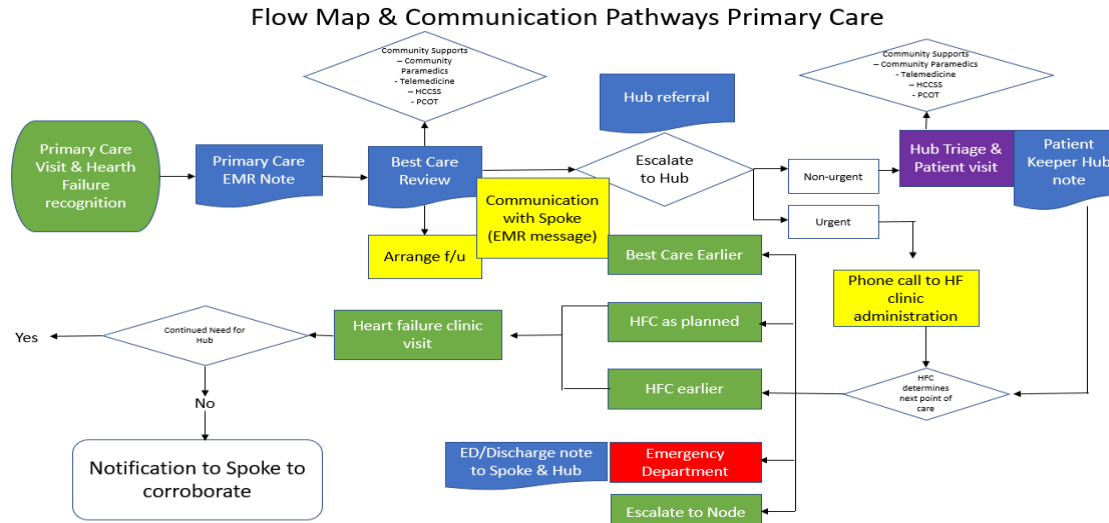 Flow Map & Communication Pathways Primary Care
Community Supports
– Community
Paramedics
- Telemedicine
– HCCSS
- PCOT
Community Supports
– Community Paramedics
- Telemedicine
– HCCSS
- PCOT
Hub referral
Primary Care
Visit & Hearth
Failure
recognition
Primary Care
EMR Note
Best Care
Review
Escalate
to Hub
Non-urgent
Hub Triage &
Patient visit
Patient
Keeper Hub
note
Communication
with Spoke
(EMR message)
Urgent
Arrange f/u
Best Care Earlier
Phone call to HF
clinic
administration
Yes
Continued Need for
Hub
Heart failure clinic
visit
HFC as planned
HFC earlier
HFC
determines
next point of
care
No
Notification to Spoke to
corroborate
ED/Discharge note
to Spoke & Hub
Emergency
Department
Escalate to Node